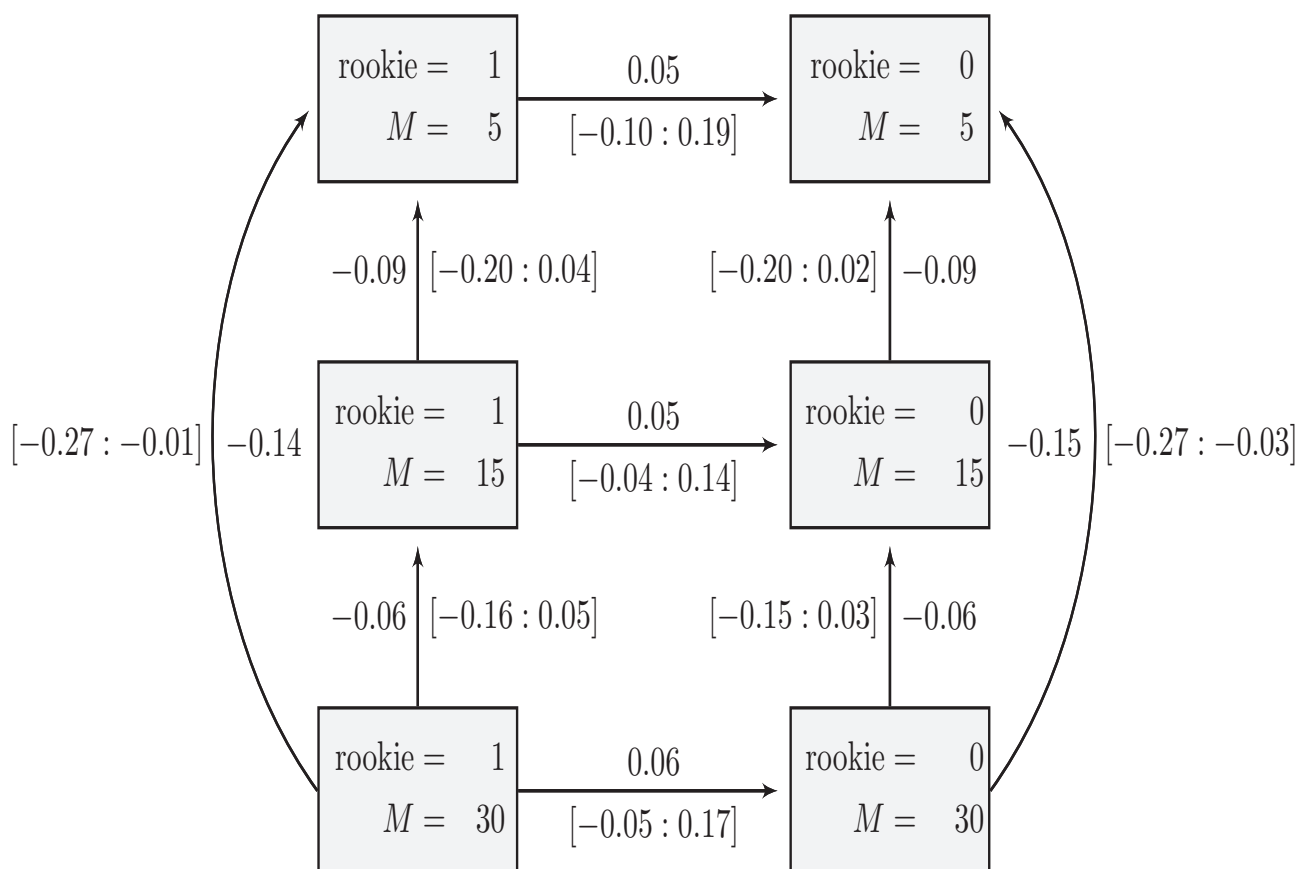 rookie = 1
M = 5
0.05
[−0.10 : 0.19]
rookie = 0
M = 5
−0.09
[−0.20 : 0.04]
[−0.20 : 0.02]
−0.09
[−0.27 : −0.01]
−0.14
rookie = 1
M = 15
0.05
[−0.04 : 0.14]
rookie = 0
M = 15
−0.15
[−0.27 : −0.03]
−0.06
[−0.16 : 0.05]
[−0.15 : 0.03]
−0.06
rookie = 1
M = 30
0.06
[−0.05 : 0.17]
rookie = 0
M = 30